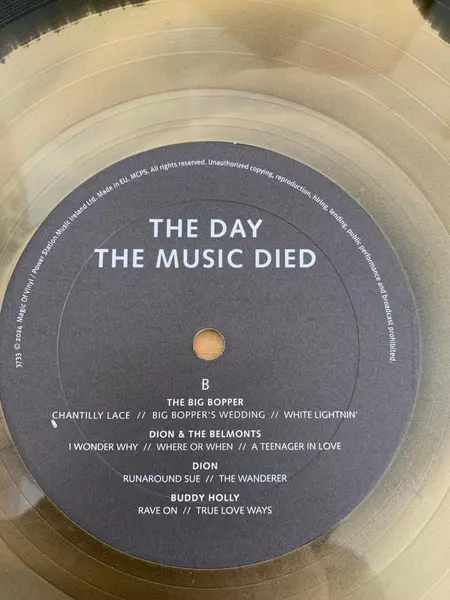 3733 © 2024 Magic Of Vinyl / Power Station Music Ireland Ltd. Made in EU. MCPS. All rights reserved. Unauthorized copying, reproduction, hiring, lending, public performance and broadcast prohibited.
THE DAY
THE MUSIC DIED
B
THE BIG BOPPER
CHANTILLY LACE // BIG BOPPER'S WEDDING // WHITE LIGHTNIN'
DION & THE BELMONTS
I WONDER WHY // WHERE OR WHEN // A TEENAGER IN LOVE
DION
RUNAROUND SUE // THE WANDERER
BUDDY HOLLY
RAVE ON // TRUE LOVE WAYS